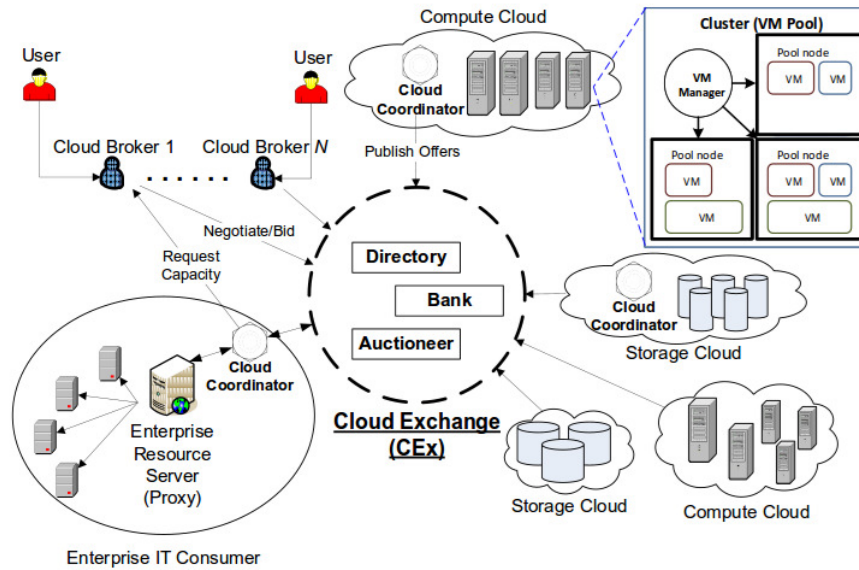 Compute Cloud
Cluster (VM Pool)
User
User
Cloud
Coordinator
VM
Manager
Pool node
VM
VM
Cloud Broker 1
Cloud Broker N
Publish Offers
Pool node
VM
VM
Pool node
VM
VM
VM
Negotiate/Bid
Request
Capacity
Directory
Bank
Auctioneer
Cloud
Coordinator
Storage Cloud
Cloud
Coordinator
Cloud Exchange
(CEx)
Enterprise
Resource
Server
(Proxy)
Storage Cloud
Compute Cloud
Enterprise IT Consumer